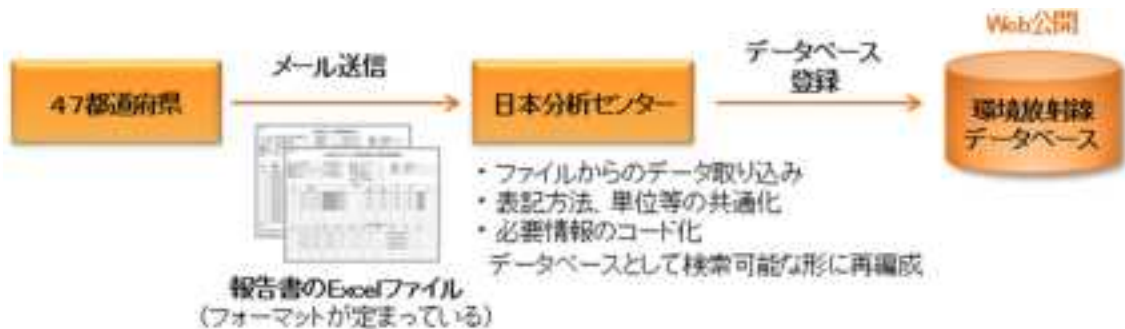 Web公開
メール送信
データベース
登録
47都道府県
日本分析センター
環境放射線
データベース
・ファイルからのデータ取り込み
・表記方法、単位等の共通化
・必要情報のコード化
データベースとして検索可能な形に再編成
報告書のExcelファイル
(フォーマットが定まっている)